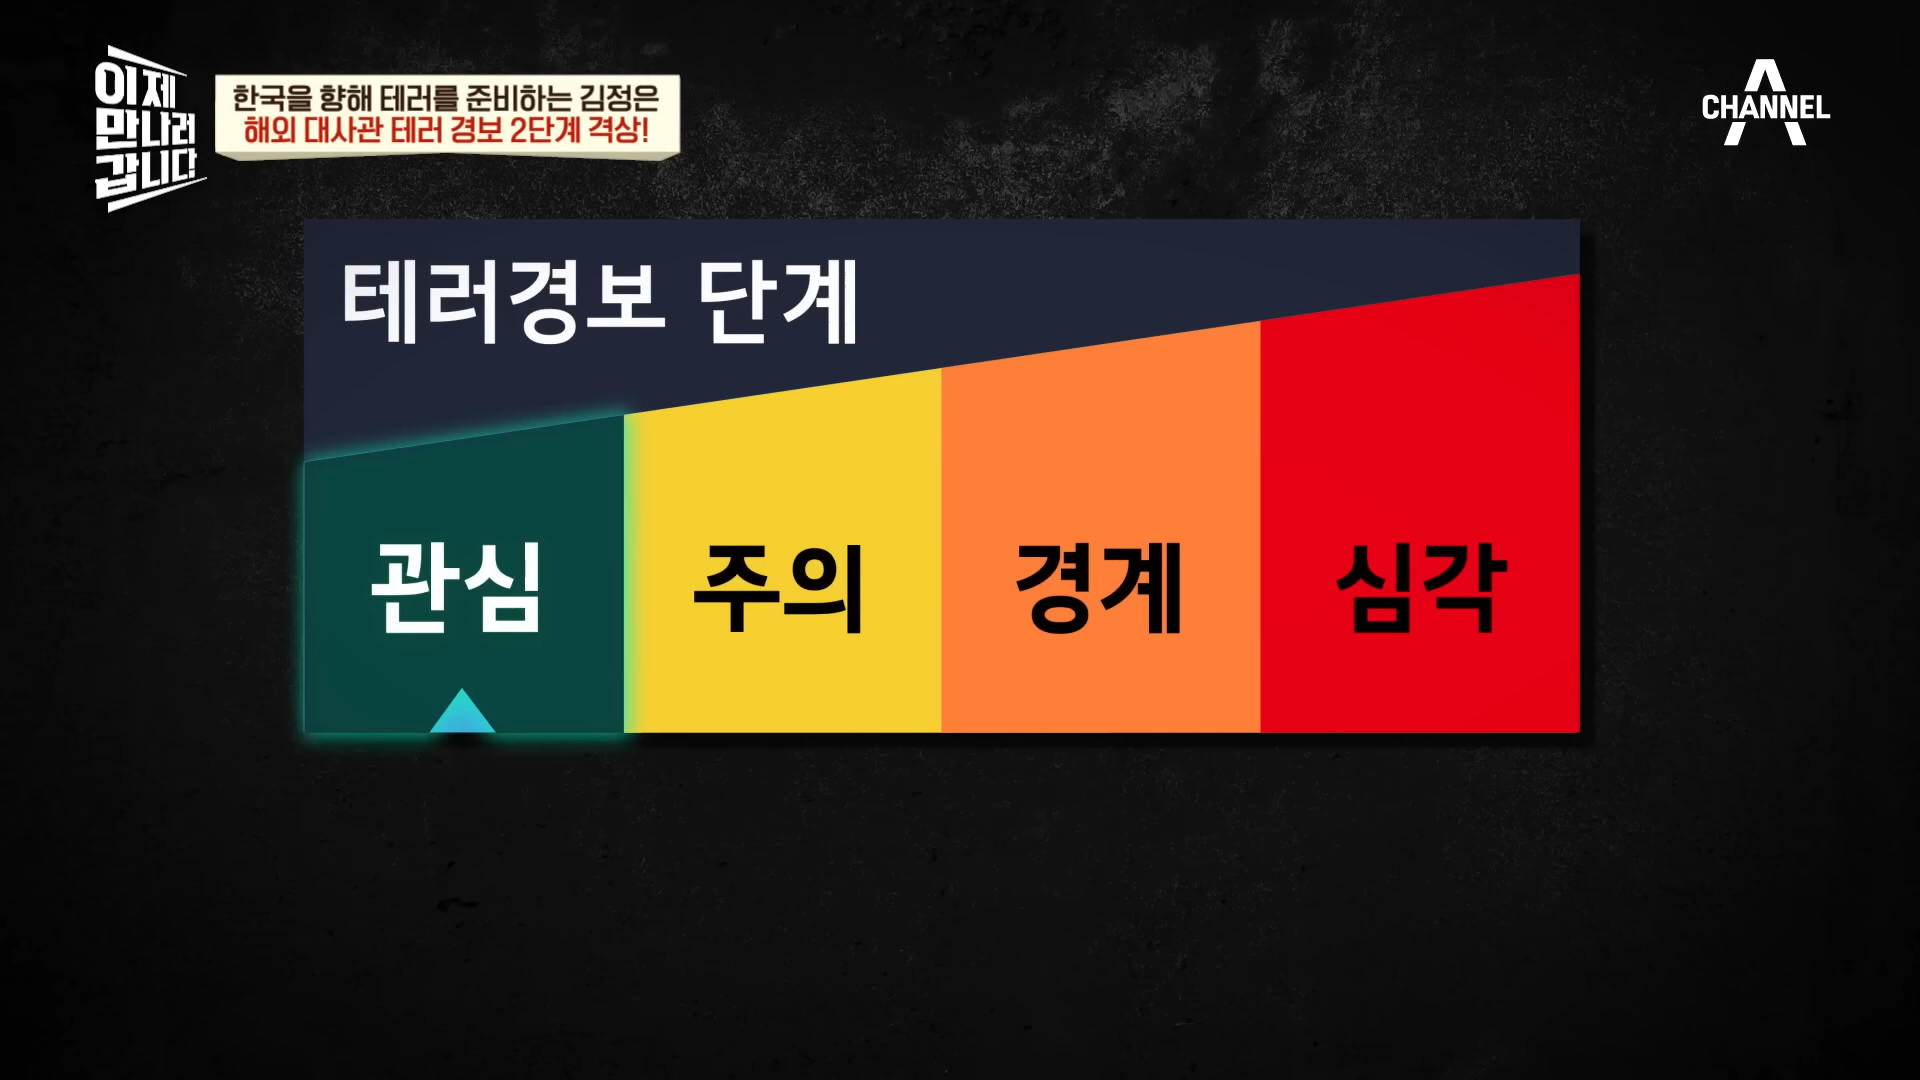 이제
만나러
갑니다
한국을 향해 테러를 준비하는 김정은
해외 대사관 테러 경보 2단계 격상!
CHANNEL A
테러경보 단계
관심
주의
경계
심각